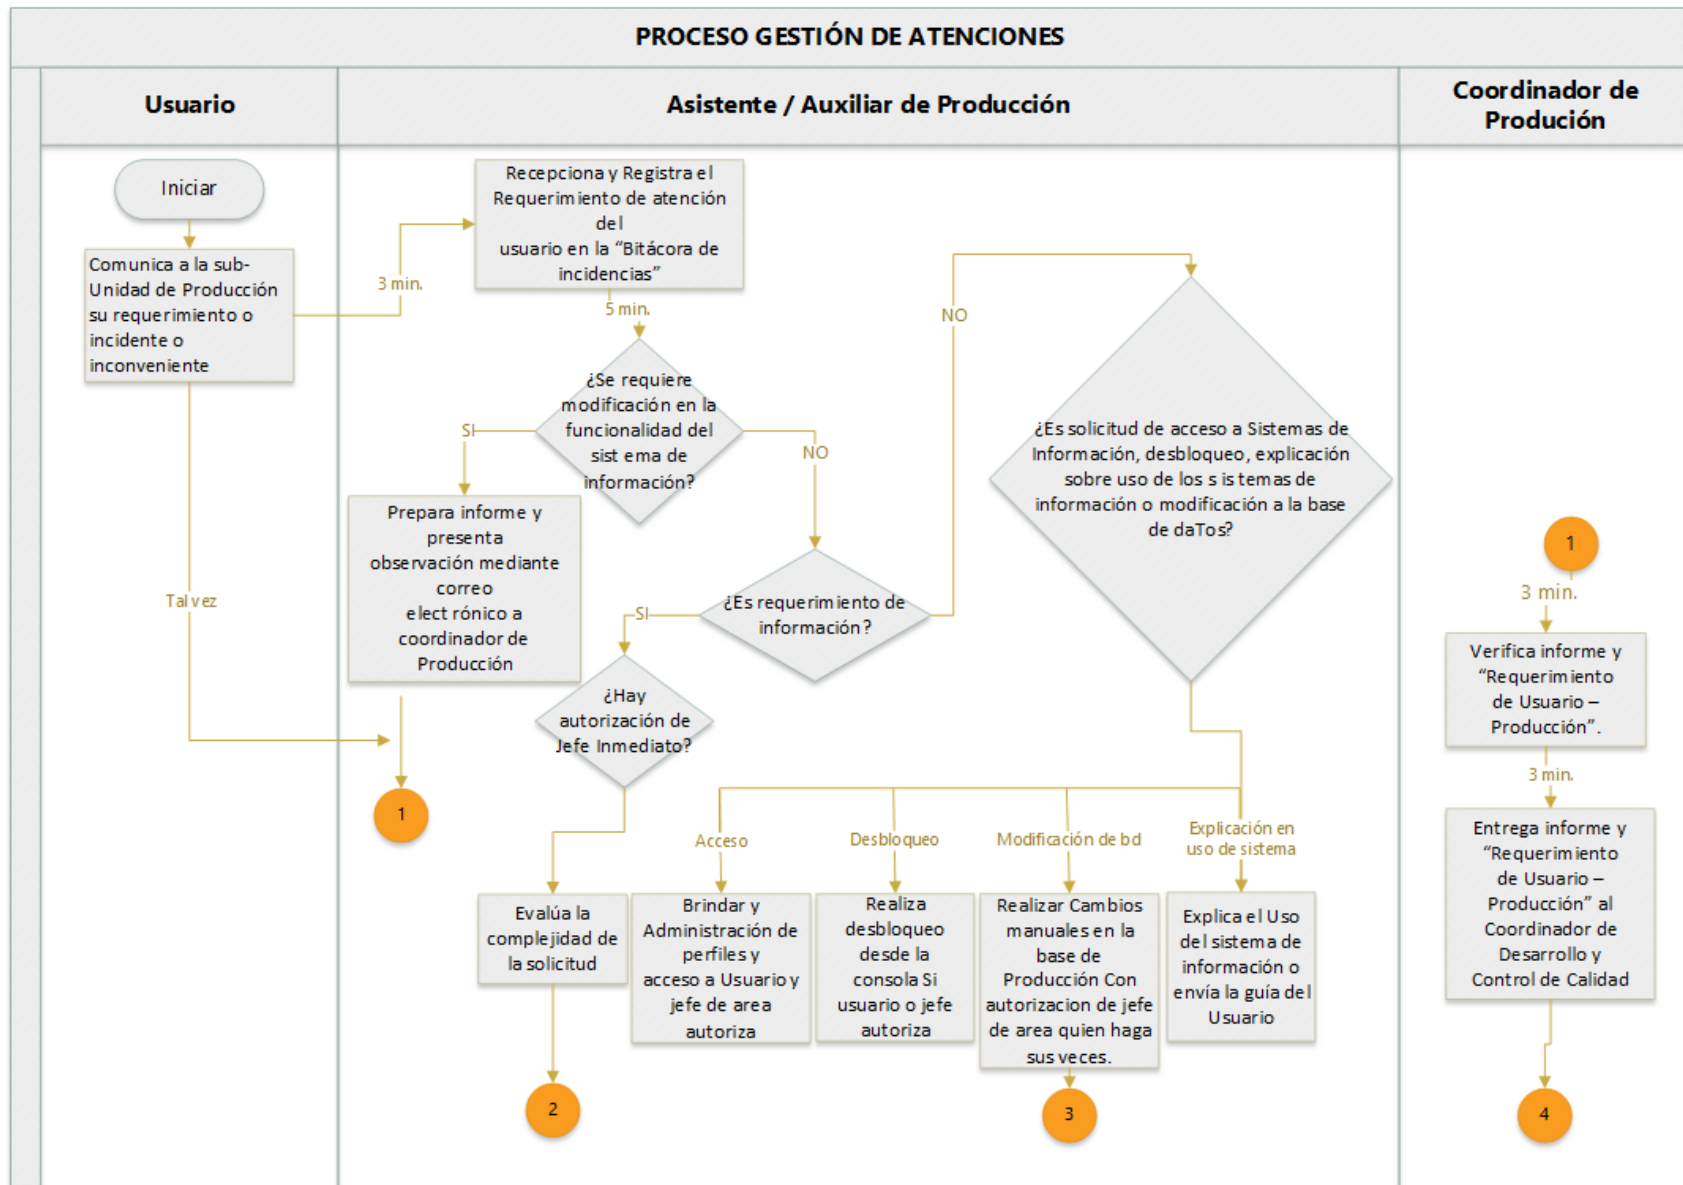 PROCESO GESTIÓN DE ATENCIONES
Usuario
Asistente / Auxiliar de Producción
Coordinador de
Produción
Iniciar
Comunica a la sub-
Unidad de Producción
su requerimiento o
incidente o
inconveniente
3 min.
Tal vez
Recepciona y Registra el
Requerimiento de atención
del
usuario en la “Bitácora de
incidencias”
5 min.
¿Se requiere
modificación en la
funcionalidad del
sist ema de
información?
SI
NO
Prepara informe y
presenta
observación mediante
correo
elect rónico a
coordinador de
Producción
1
¿Es requerimiento de
información?
SI
NO
¿Hay
autorización de
Jefe Inmediato?
Evalúa la
complejidad de
la solicitud
2
¿Es solicitud de acceso a Sistemas de
Información, desbloqueo, explicación
sobre uso de los s is temas de
información o modificación a la base
de daTos?
Acceso
Desbloqueo
Modificación de bd
Explicación en
uso de sistema
Brindar y
Administración de
perfiles y
acceso a Usuario y
jefe de area
autoriza
Realiza
desbloqueo
desde la
consola Si
usuario o jefe
autoriza
Realizar Cambios
manuales en la
base de
Producción Con
autorizacion de jefe
de area quien haga
sus veces.
3
Explica el Uso
del sistema de
información o
envía la guía del
Usuario
1
3 min.
Verifica informe y
“Requerimiento
de Usuario –
Producción”.
3 min.
Entrega informe y
“Requerimiento
de Usuario –
Producción” al
Coordinador de
Desarrollo y
Control de Calidad
4